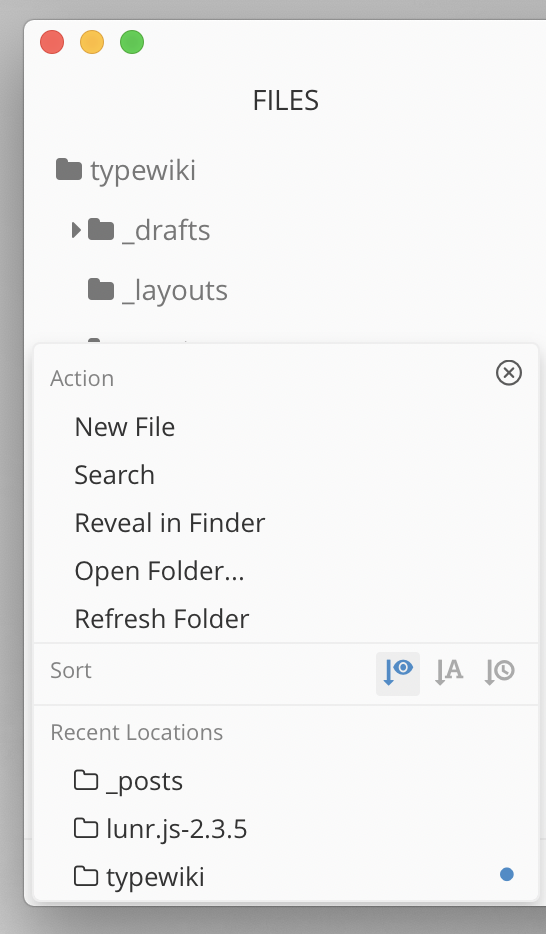 FILES
typewiki
_drafts
_layouts
Action
New File
Search
Reveal in Finder
Open Folder...
Refresh Folder
Sort
A
Recent Locations
_posts
lunr.js-2.3.5
typewiki